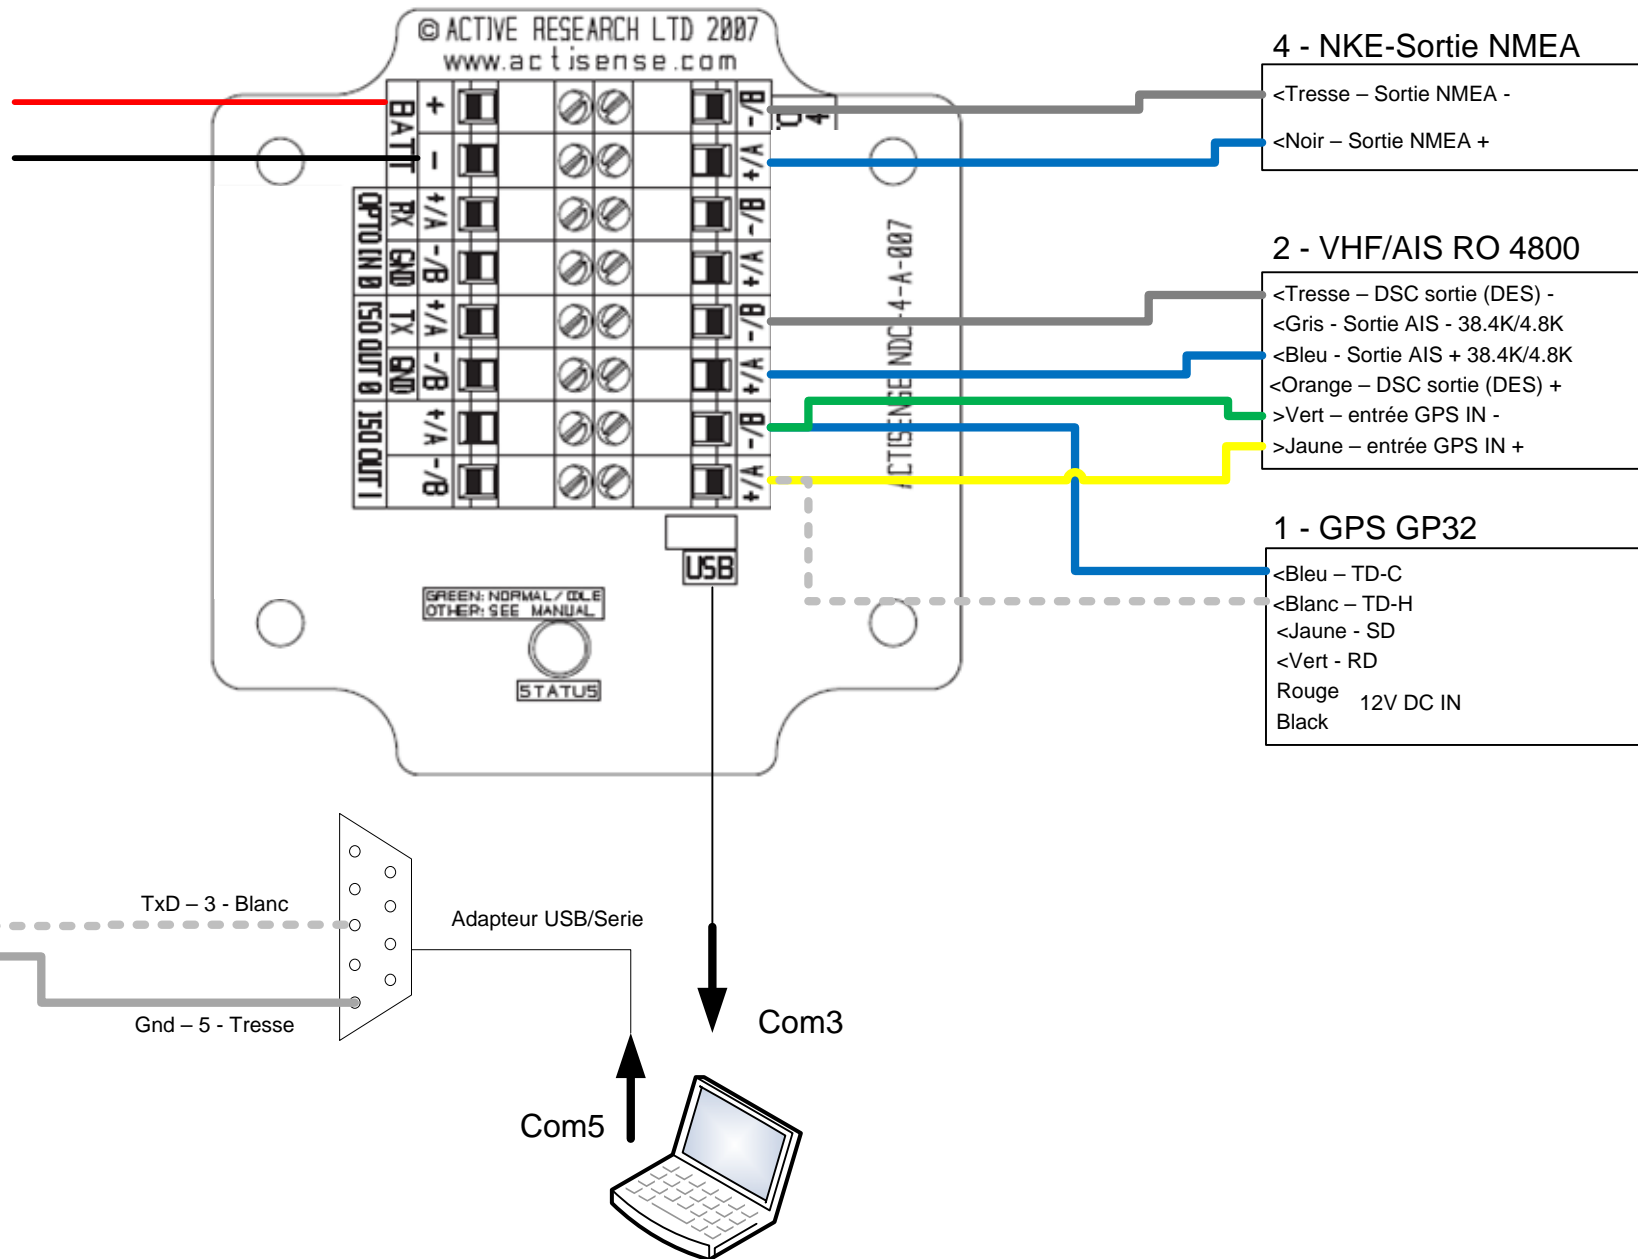 © ACTIVE RESEARCH LTD 2007
www.actisense.com
BATT
+
-
OPTO IN 0
RX
GND
+/A
-/B
ISO OUT 0
TX
GND
+/A
-/B
ISO OUT 1
+/A
-/B
-/B
+/A
-/B
+/A
-/B
+/A
-/B
+/A
4
ACTISENSE NDC-4-A-007
USB
GREEN: NORMAL / IDLE
OTHER: SEE MANUAL
STATUS
4 - NKE-Sortie NMEA
<Tresse – Sortie NMEA -
<Noir – Sortie NMEA +
2 - VHF/AIS RO 4800
<Tresse – DSC sortie (DES) -
<Gris - Sortie AIS - 38.4K/4.8K
<Bleu - Sortie AIS + 38.4K/4.8K
<Orange – DSC sortie (DES) +
>Vert – entrée GPS IN -
>Jaune – entrée GPS IN +
1 - GPS GP32
<Bleu – TD-C
<Blanc – TD-H
<Jaune - SD
<Vert - RD
Rouge
12V DC IN
Black
TxD – 3 - Blanc
Adapteur USB/Serie
Gnd – 5 - Tresse
Com3
Com5